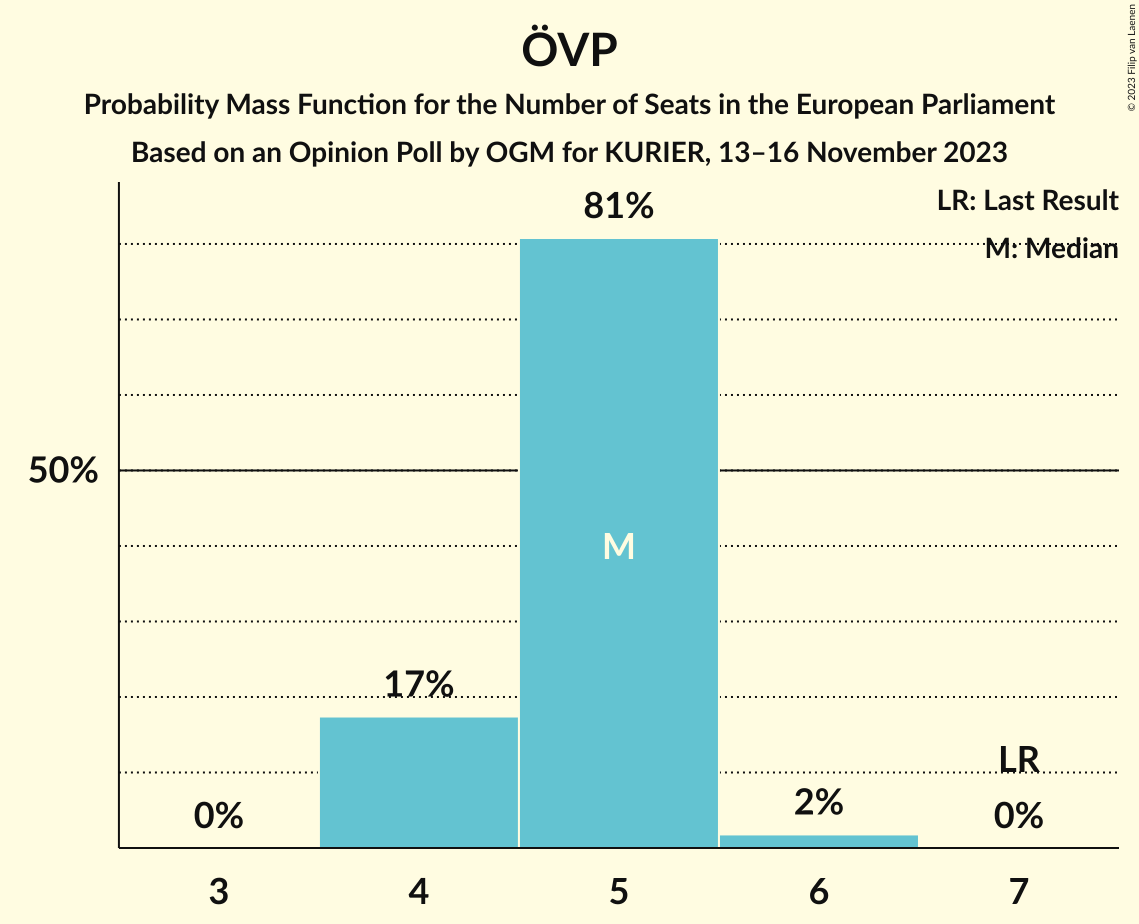 ÖVP
Probability Mass Function for the Number of Seats in the European Parliament
Based on an Opinion Poll by OGM for KURIER, 13–16 November 2023
© 2023 Filip van Laenen
LR: Last Result
M: Median
81%
50%
M
17%
LR
0%
2%
0%
3 4 5 6 7